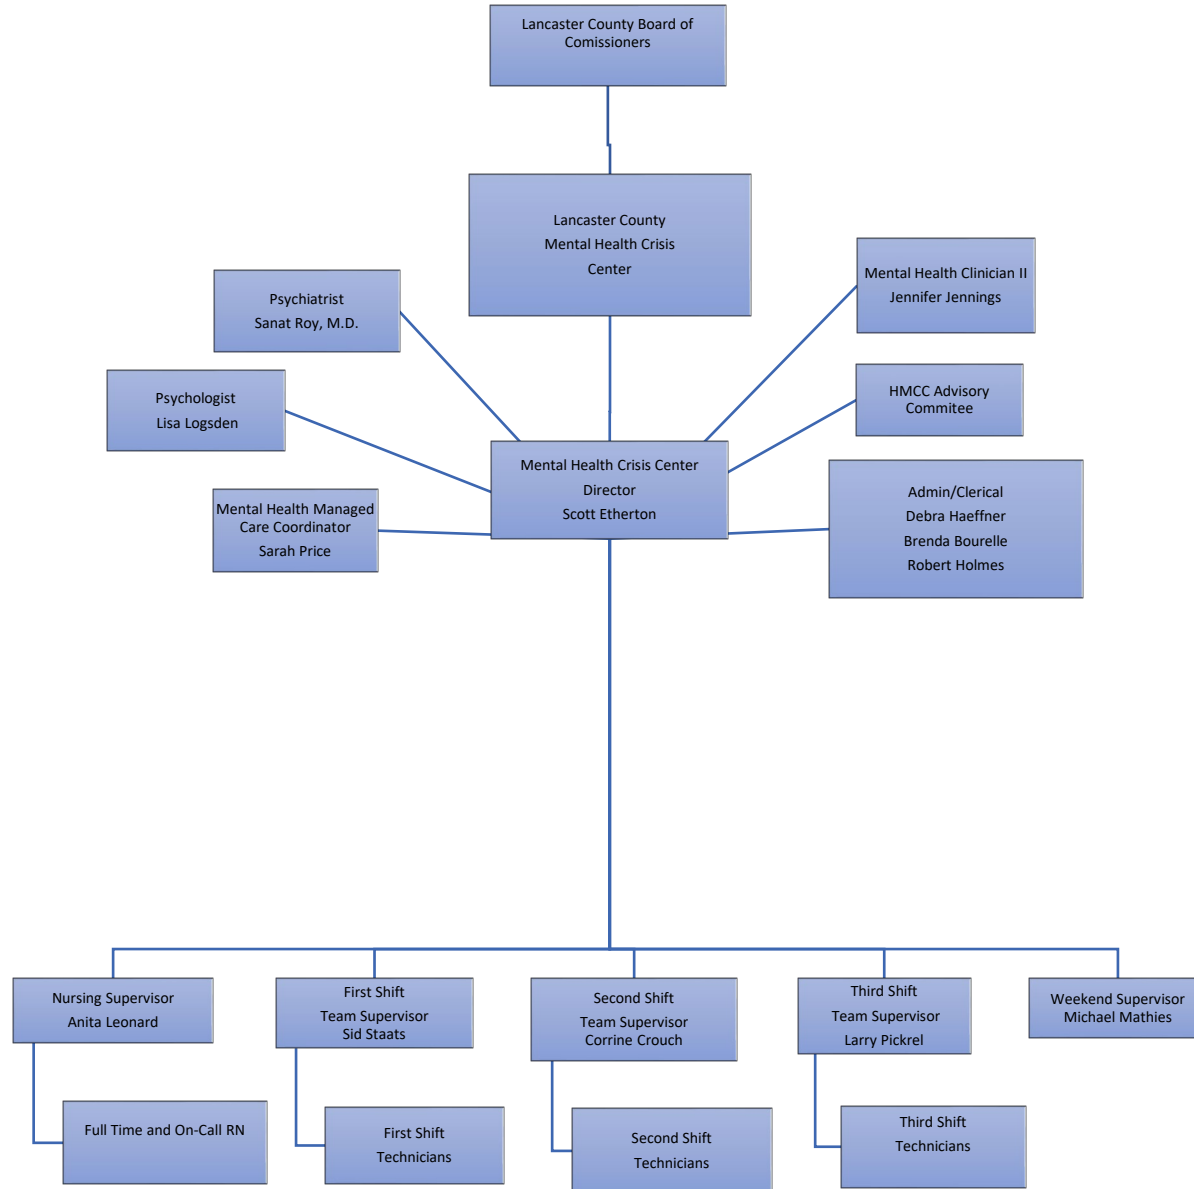 Lancaster County Board of
Comissioners
Lancaster County
Mental Health Crisis
Center
Psychiatrist
Sanat Roy, M.D.
Mental Health Clinician II
Jennifer Jennings
Psychologist
Lisa Logsden
HMCC Advisory
Commitee
Mental Health Crisis Center
Director
Scott Etherton
Mental Health Managed
Care Coordinator
Sarah Price
Admin/Clerical
Debra Haeffner
Brenda Bourelle
Robert Holmes
Nursing Supervisor
Anita Leonard
First Shift
Team Supervisor
Sid Staats
Second Shift
Team Supervisor
Corrine Crouch
Third Shift
Team Supervisor
Larry Pickrel
Weekend Supervisor
Michael Mathies
Full Time and On-Call RN
First Shift
Technicians
Second Shift
Technicians
Third Shift
Technicians